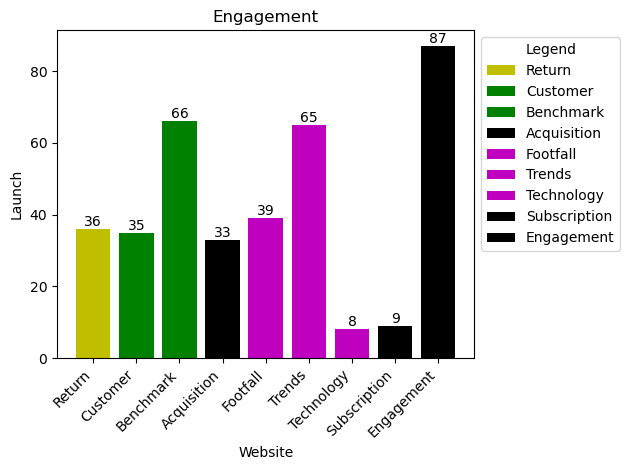 Engagement
Launch
80
60
40
20
0
36
35
66
33
39
65
8
9
87
Return
Customer
Benchmark
Acquisition
Footfall
Trends
Technology
Subscription
Engagement
Website
Legend
Return
Customer
Benchmark
Acquisition
Footfall
Trends
Technology
Subscription
Engagement